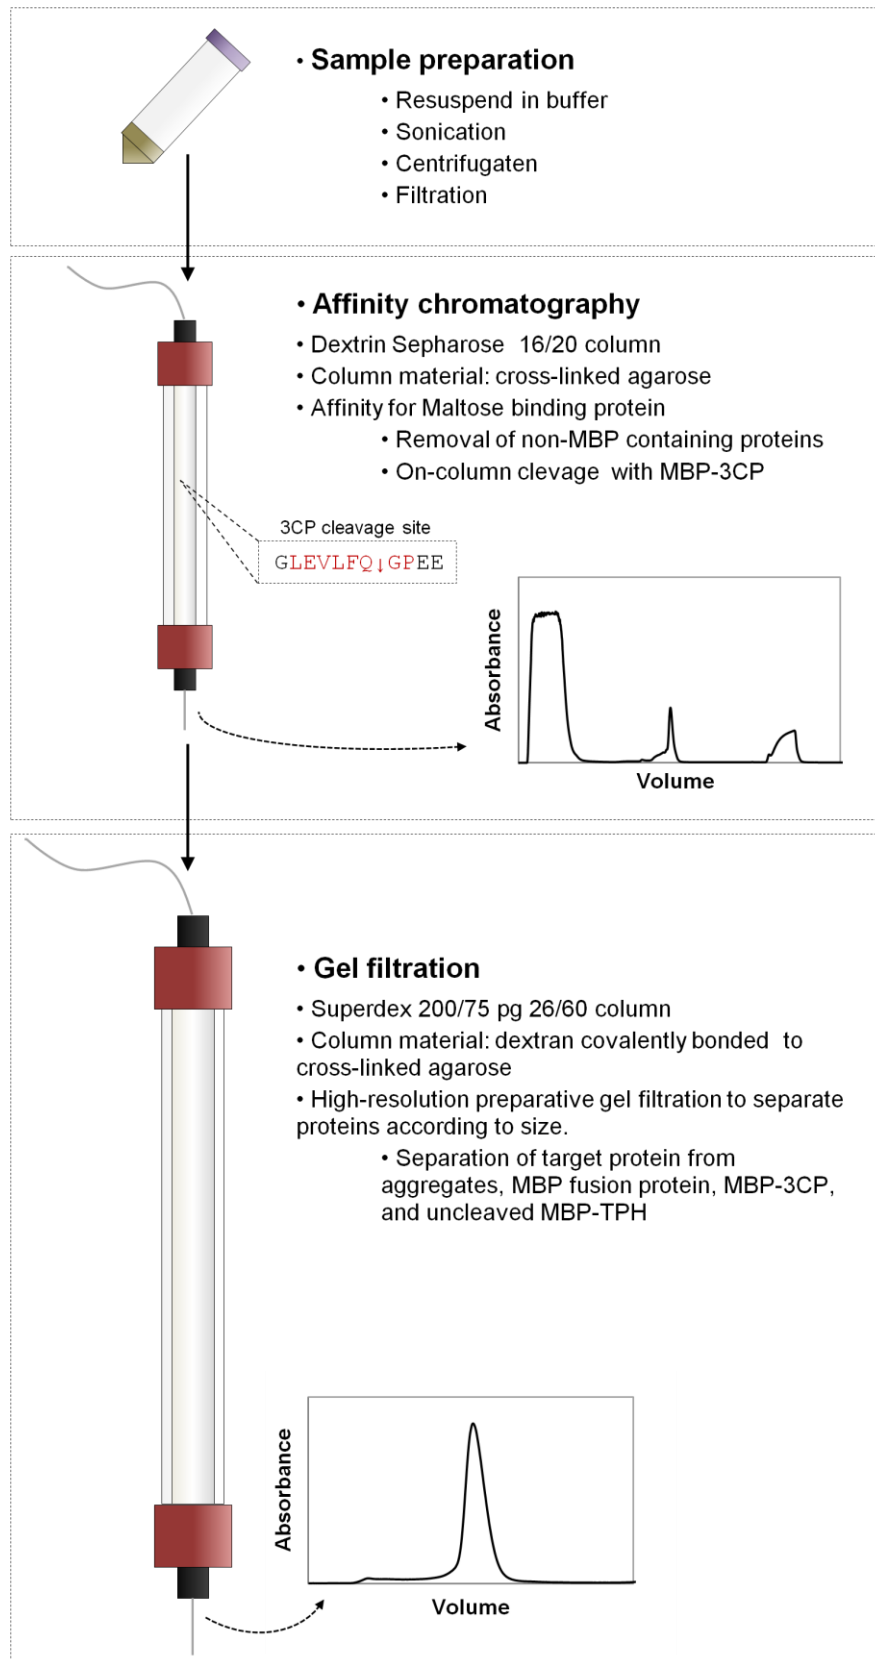 • Sample preparation
• Resuspend in buffer
• Sonication
• Centrifugaten
• Filtration
• Affinity chromatography
• Dextrin Sepharose 16/20 column
• Column material: cross-linked agarose
• Affinity for Maltose binding protein
• Removal of non-MBP containing proteins
• On-column clevage with MBP-3CP
3CP cleavage site
GLEVLFQ↓GPEE
Absorbance
Volume
• Gel filtration
• Superdex 200/75 pg 26/60 column
• Column material: dextran covalently bonded to
cross-linked agarose
• High-resolution preparative gel filtration to separate
proteins according to size.
• Separation of target protein from
aggregates, MBP fusion protein, MBP-3CP,
and uncleaved MBP-TPH
Absorbance
Volume